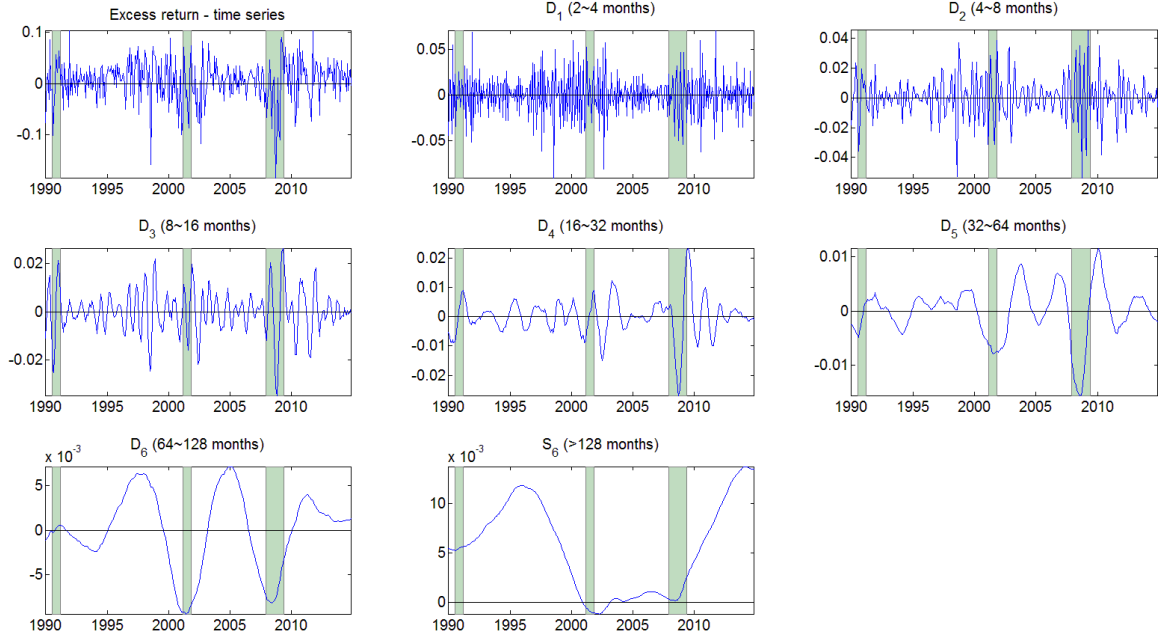 Excess return - time series
0.1
0
-0.1
1990 1995 2000 2005 2010
D1 (2~4 months)
0.05
0
-0.05
1990 1995 2000 2005 2010
D2 (4~8 months)
0.04
0.02
0
-0.02
-0.04
1990 1995 2000 2005 2010
D3 (8~16 months)
0.02
0
-0.02
1990 1995 2000 2005 2010
D4 (16~32 months)
0.02
0.01
0
-0.01
-0.02
1990 1995 2000 2005 2010
D5 (32~64 months)
0.01
0
-0.01
1990 1995 2000 2005 2010
D6 (64~128 months)
x 10-3
5
0
-5
1990 1995 2000 2005 2010
S6 (>128 months)
x 10-3
10
5
0
1990 1995 2000 2005 2010